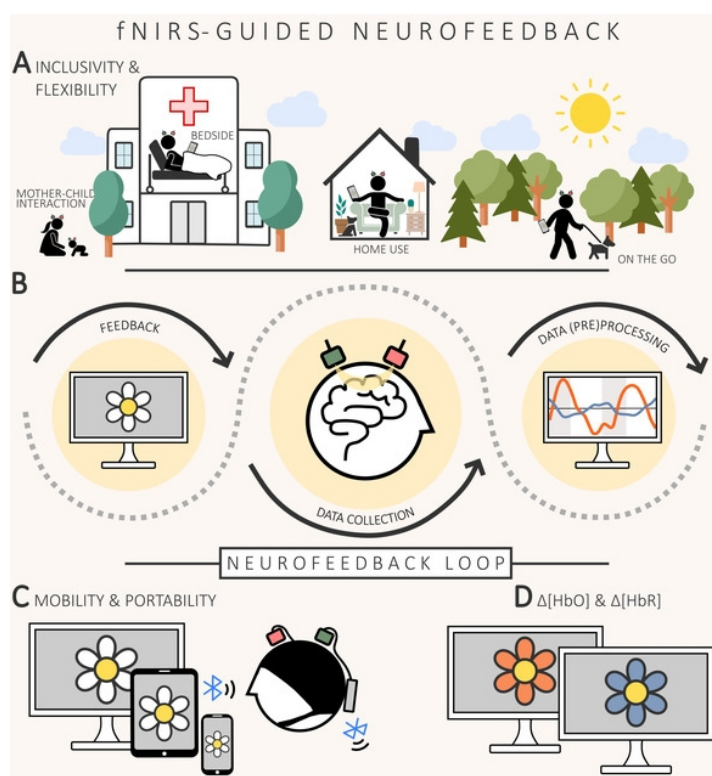 fNIRS-GUIDED NEUROFEEDBACK
A INCLUSIVITY &
FLEXIBILITY
BEDSIDE
MOTHER-CHILD
INTERACTION
HOME USE
ON THE GO
B
FEEDBACK
DATA (PRE)PROCESSING
DATA COLLECTION
NEUROFEEDBACK LOOP
C MOBILITY & PORTABILITY
D Δ[HbO] & Δ[HbR]